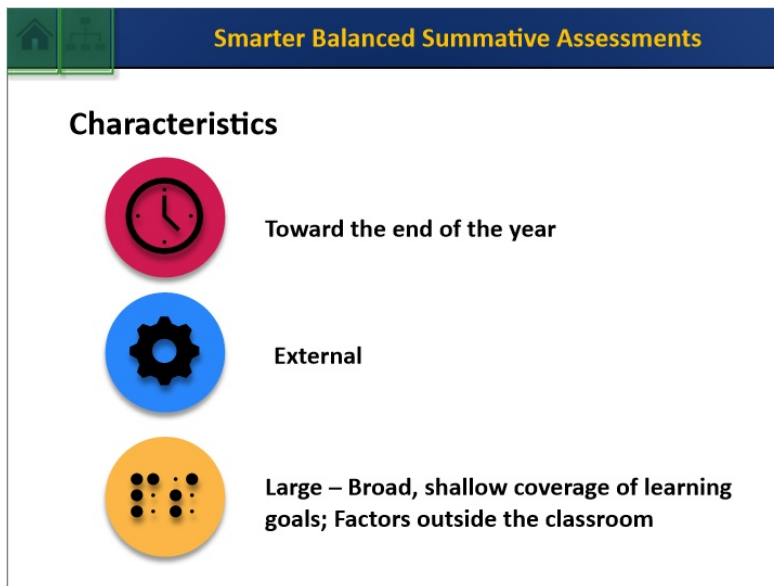 Smarter Balanced Summative Assessments
Characteristics
Toward the end of the year
External
Large – Broad, shallow coverage of learning
goals; Factors outside the classroom